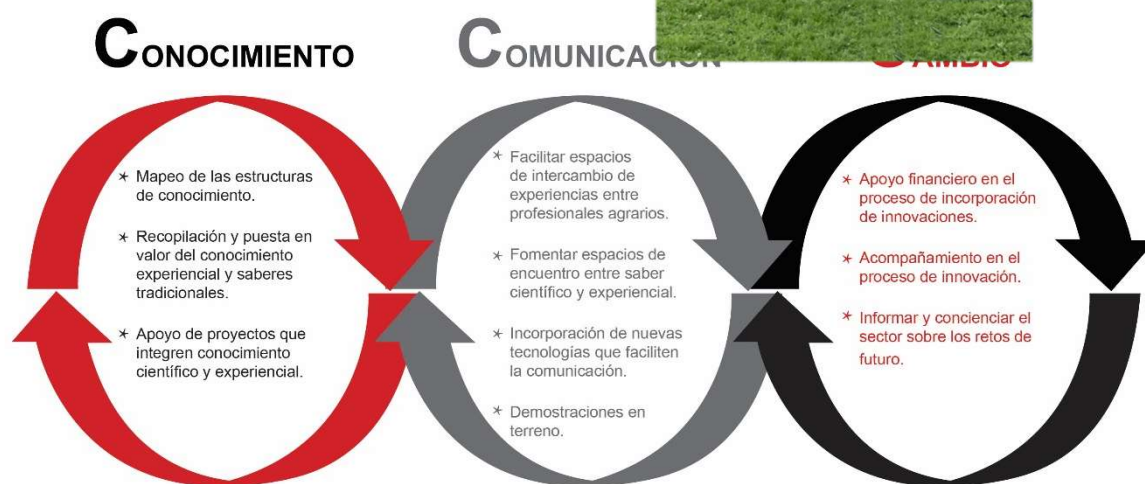 CONOCIMIENTO
COMUNICACIÓN
CAMBIO
* Mapeo de las estructuras
de conocimiento.
* Recopilación y puesta en
valor del conocimiento
experiencial y saberes
tradicionales.
* Apoyo de proyectos que
integren conocimiento
científico y experiencial.
* Facilitar espacios
de intercambio de
experiencias entre
profesionales agrarios.
* Fomentar espacios de
encuentro entre saber
científico y experiencial.
* Incorporación de nuevas
tecnologías que faciliten
la comunicación.
* Demostraciones en
terreno.
* Apoyo financiero en el
proceso de incorporación
de innovaciones.
* Acompañamiento en el
proceso de innovación.
* Informar y concienciar el
sector sobre los retos de
futuro.